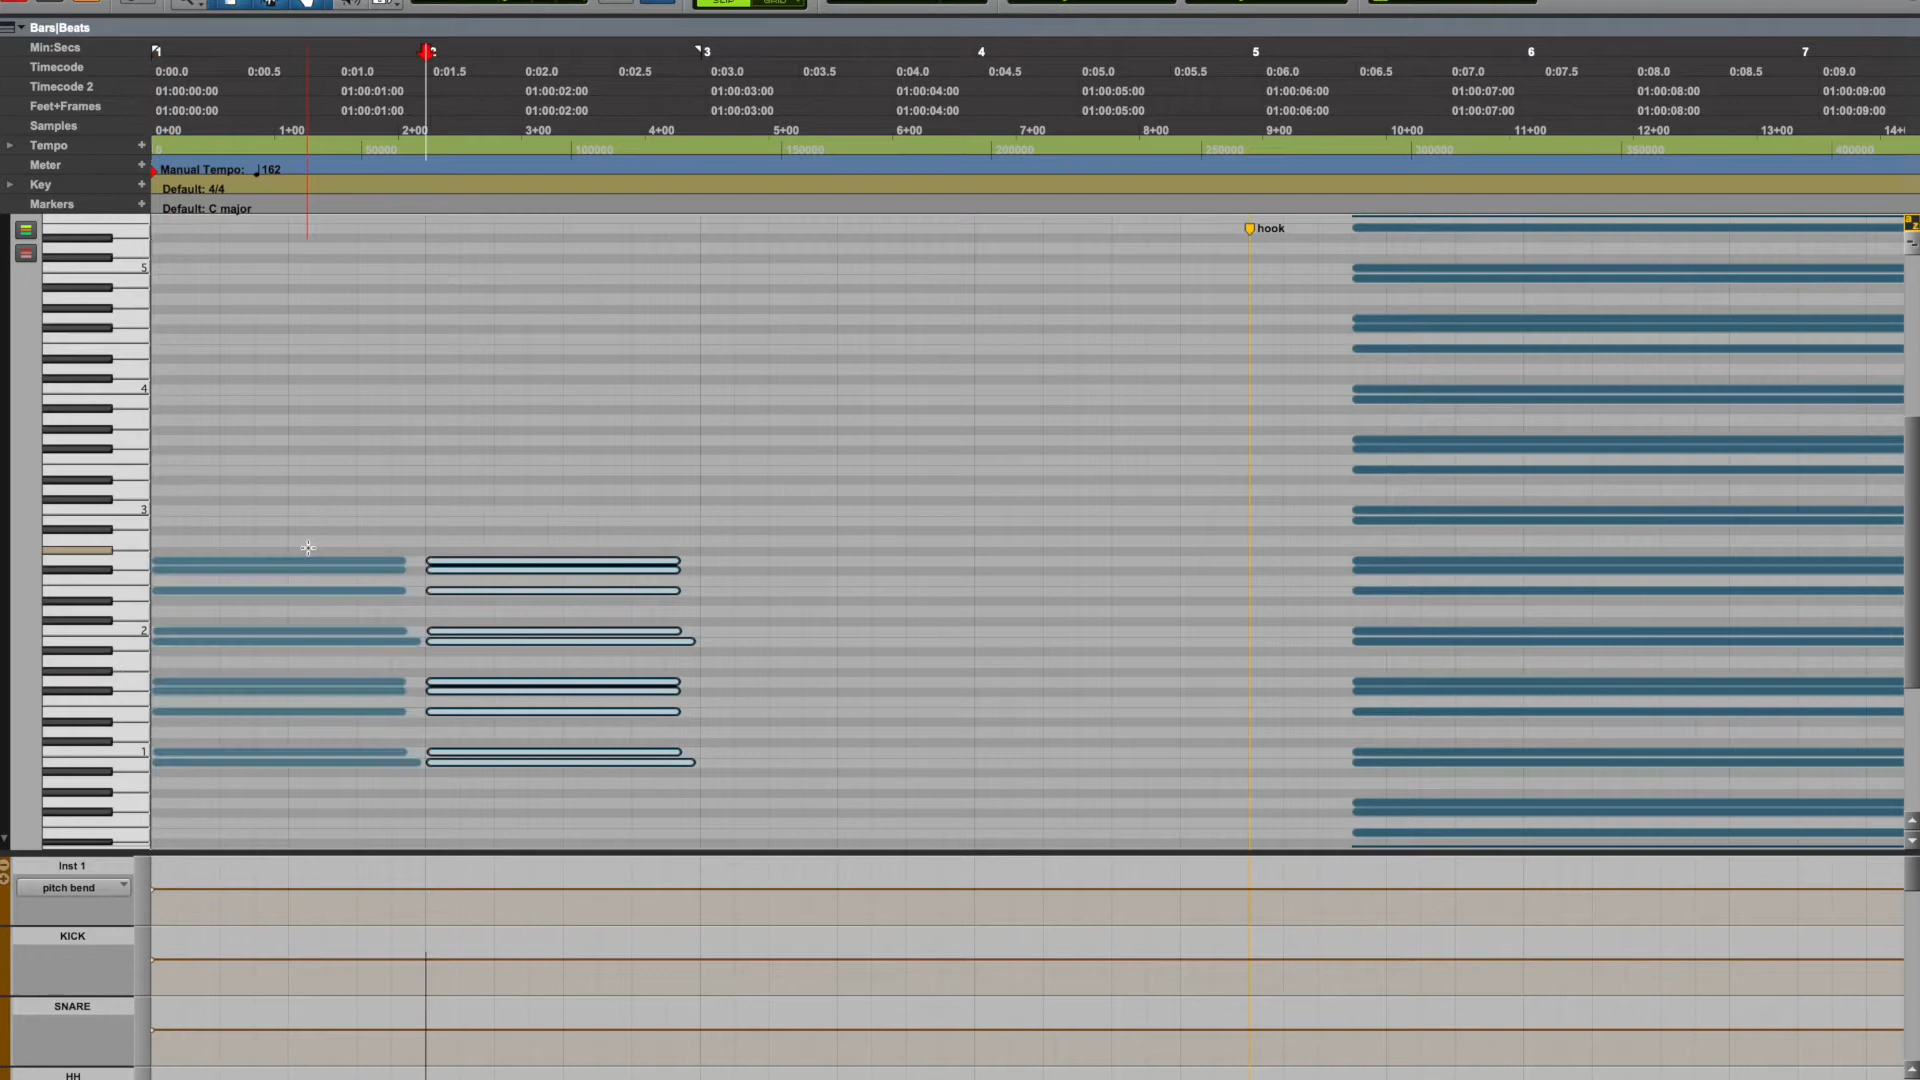 SLIP GRID
Bars|Beats
Min:Secs 1 2 3 4 5 6 7
Timecode 0:00.0 0:00.5 0:01.0 0:01.5 0:02.0 0:02.5 0:03.0 0:03.5 0:04.0 0:04.5 0:05.0 0:05.5 0:06.0 0:06.5 0:07.0 0:07.5 0:08.0 0:08.5 0:09.0
Timecode 2 01:00:00:00 01:00:01:00 01:00:02:00 01:00:03:00 01:00:04:00 01:00:05:00 01:00:06:00 01:00:07:00 01:00:08:00 01:00:09:00
Feet+Frames 01:00:00:00 01:00:01:00 01:00:02:00 01:00:03:00 01:00:04:00 01:00:05:00 01:00:06:00 01:00:07:00 01:00:08:00 01:00:09:00
Samples 0+00 1+00 2+00 3+00 4+00 5+00 6+00 7+00 8+00 9+00 10+00 11+00 12+00 13+00 14+
Tempo + 0 50000 100000 150000 200000 250000 300000 350000 400000
Meter + Manual Tempo: ♩162
Key + Default: 4/4
Markers + Default: C major
hook
5
4
3
2
1
Inst 1
pitch bend
KICK
SNARE
HH